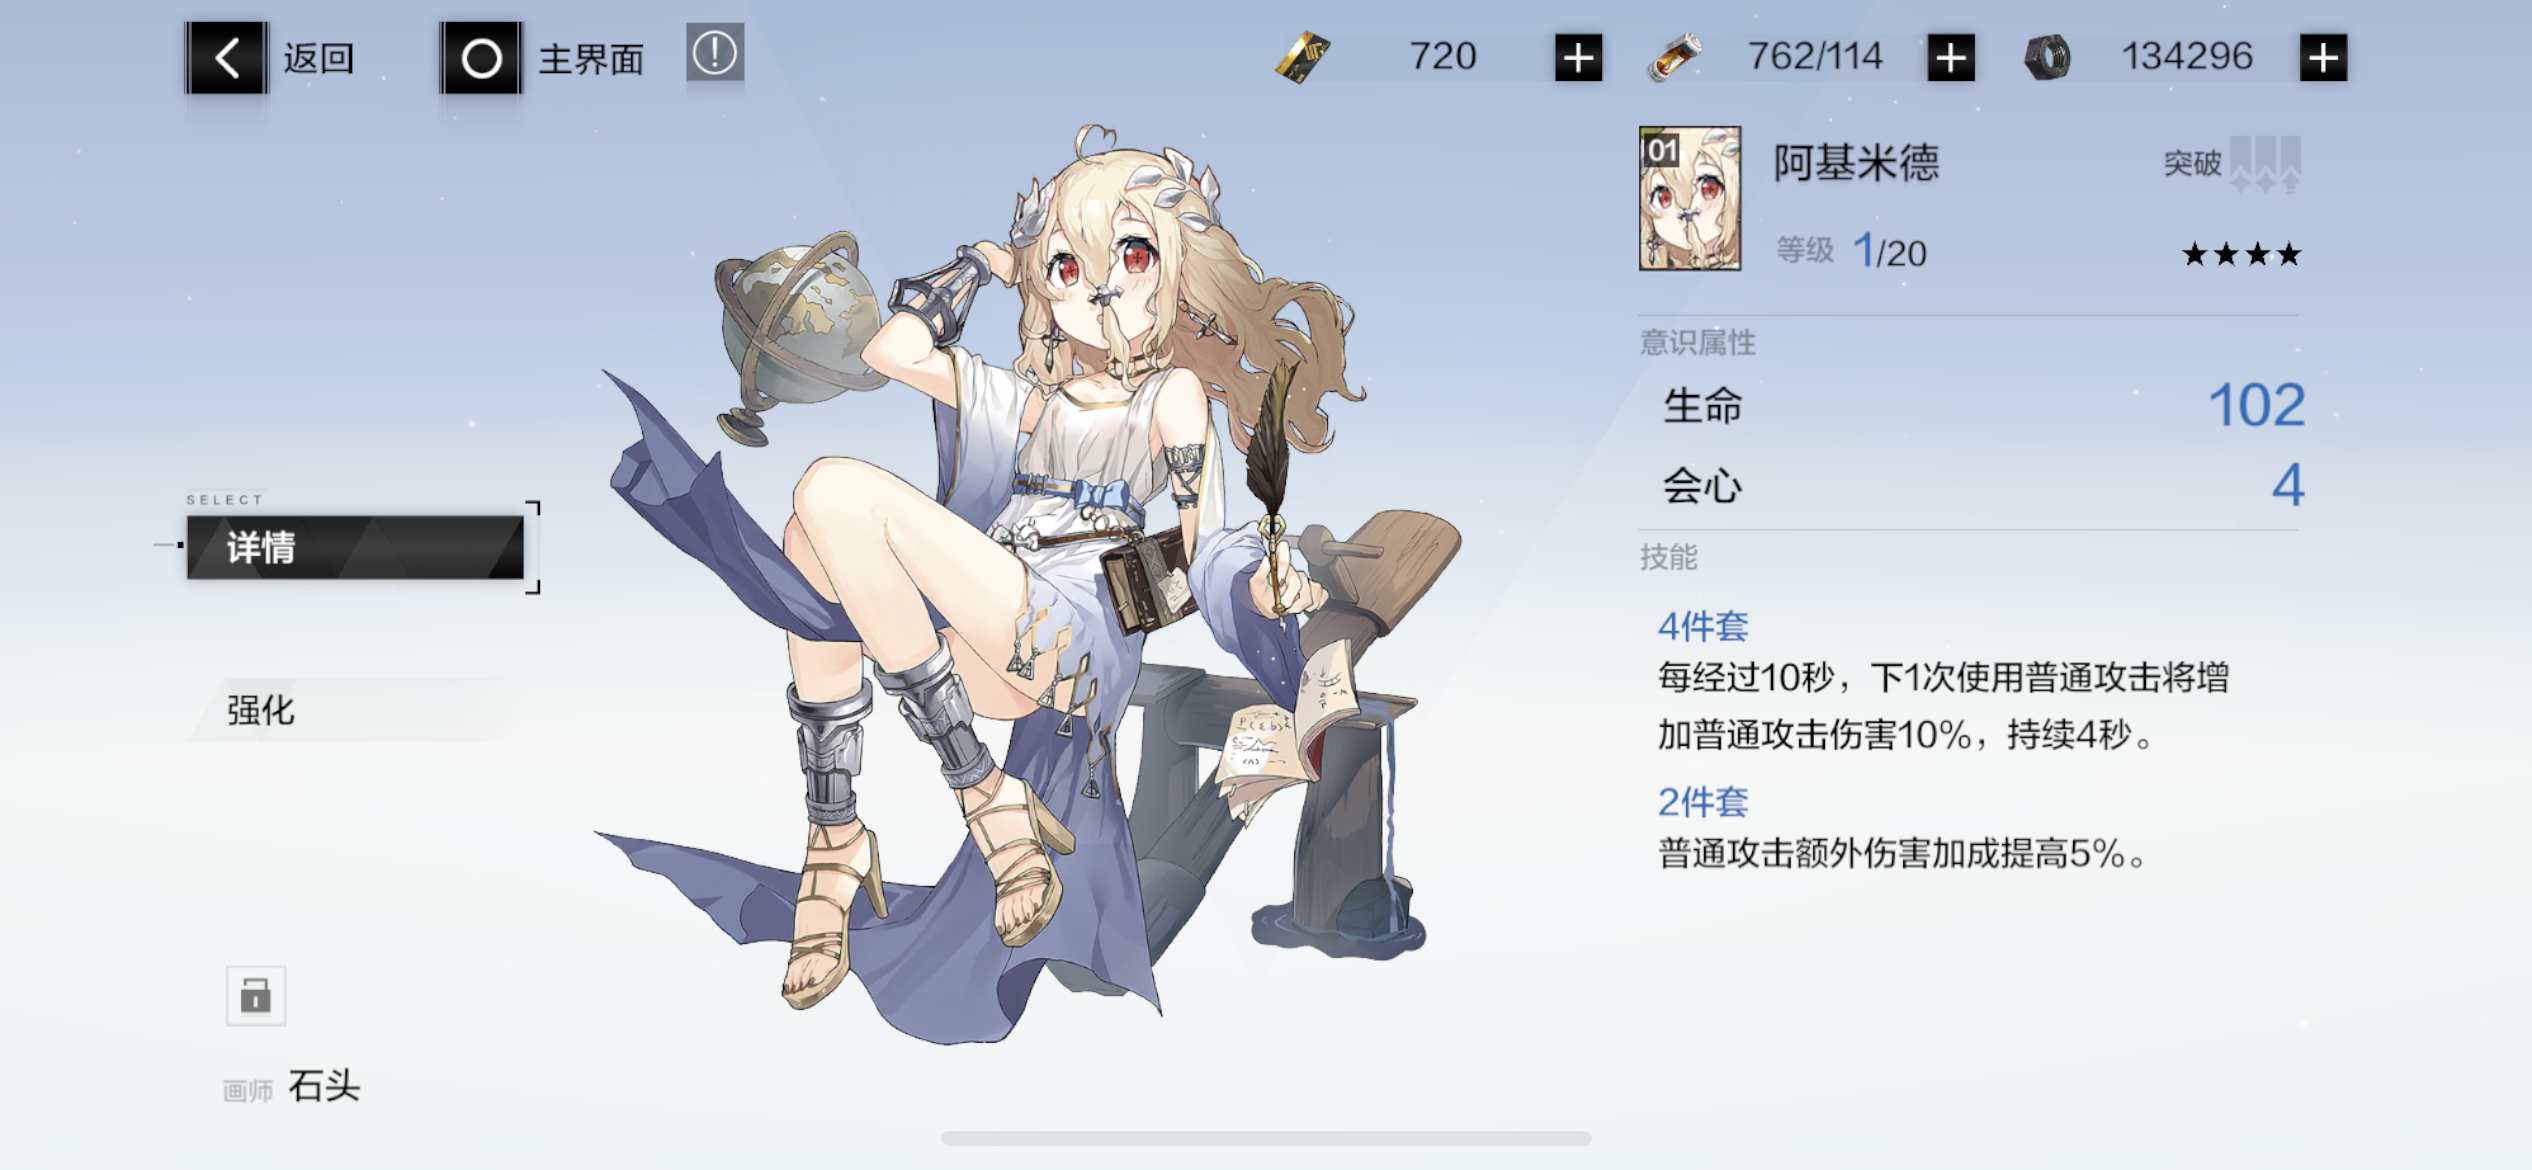 返回
主界面
720
762/114
134296
01
阿基米德
突破
等级 1/20
★★★★
意识属性
生命 102
会心 4
技能
4件套
每经过10秒，下1次使用普通攻击将增
加普通攻击伤害10%，持续4秒。
2件套
普通攻击额外伤害加成提高5%。
SELECT
详情
强化
画师 石头